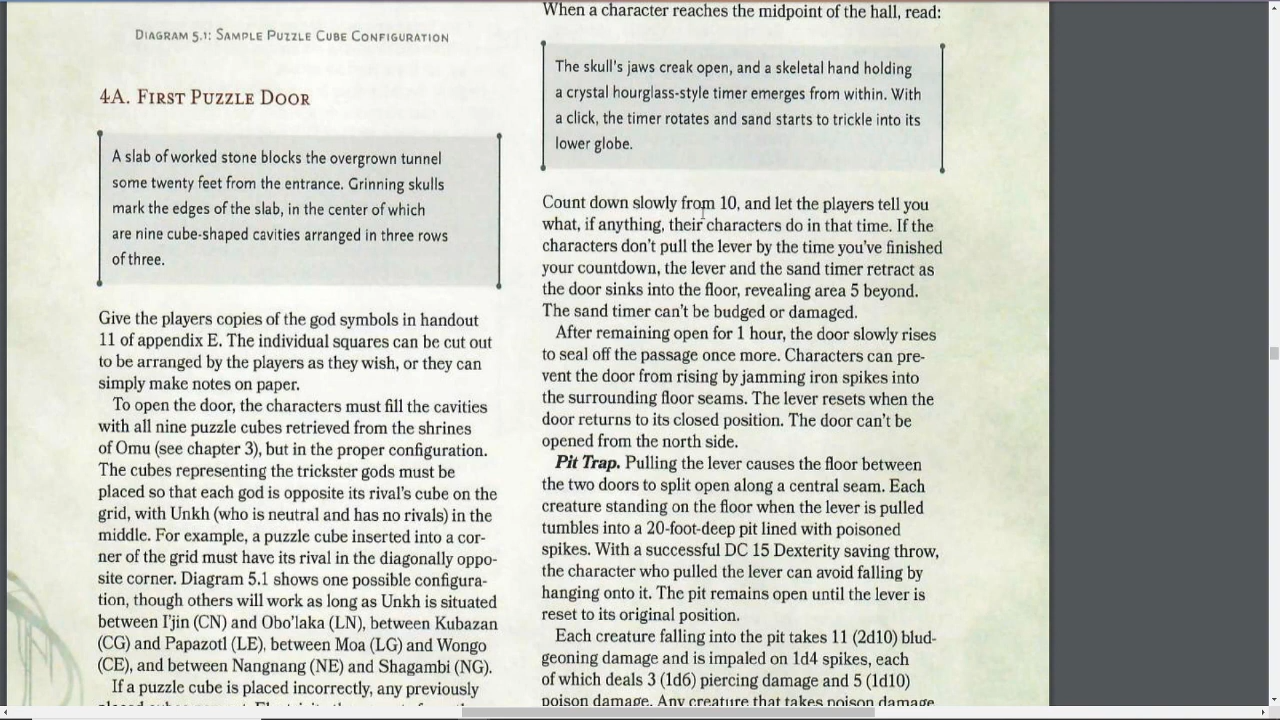 DIAGRAM 5.1: SAMPLE PUZZLE CUBE CONFIGURATION
4A. FIRST PUZZLE DOOR
A slab of worked stone blocks the overgrown tunnel
some twenty feet from the entrance. Grinning skulls
mark the edges of the slab, in the center of which
are nine cube-shaped cavities arranged in three rows
of three.
Give the players copies of the god symbols in handout
11 of appendix E. The individual squares can be cut out
to be arranged by the players as they wish, or they can
simply make notes on paper.
To open the door, the characters must fill the cavities
with all nine puzzle cubes retrieved from the shrines
of Omu (see chapter 3), but in the proper configuration.
The cubes representing the trickster gods must be
placed so that each god is opposite its rival's cube on the
grid, with Unkh (who is neutral and has no rivals) in the
middle. For example, a puzzle cube inserted into a cor-
ner of the grid must have its rival in the diagonally oppo-
site corner. Diagram 5.1 shows one possible configura-
tion, though others will work as long as Unkh is situated
between I'jin (CN) and Obo'laka (LN), between Kubazan
(CG) and Papazotl (LE), between Moa (LG) and Wongo
(CE), and between Nangnang (NE) and Shagambi (NG).
If a puzzle cube is placed incorrectly, any previously
When a character reaches the midpoint of the hall, read:
The skull's jaws creak open, and a skeletal hand holding
a crystal hourglass-style timer emerges from within. With
a click, the timer rotates and sand starts to trickle into its
lower globe.
Count down slowly from 10, and let the players tell you
what, if anything, their characters do in that time. If the
characters don't pull the lever by the time you've finished
your countdown, the lever and the sand timer retract as
the door sinks into the floor, revealing area 5 beyond.
The sand timer can't be budged or damaged.
After remaining open for 1 hour, the door slowly rises
to seal off the passage once more. Characters can pre-
vent the door from rising by jamming iron spikes into
the surrounding floor seams. The lever resets when the
door returns to its closed position. The door can't be
opened from the north side.
Pit Trap. Pulling the lever causes the floor between
the two doors to split open along a central seam. Each
creature standing on the floor when the lever is pulled
tumbles into a 20-foot-deep pit lined with poisoned
spikes. With a successful DC 15 Dexterity saving throw,
the character who pulled the lever can avoid falling by
hanging onto it. The pit remains open until the lever is
reset to its original position.
Each creature falling into the pit takes 11 (2d10) blud-
geoning damage and is impaled on 1d4 spikes, each
of which deals 3 (1d6) piercing damage and 5 (1d10)
poison damage. Any creature that takes poison damage